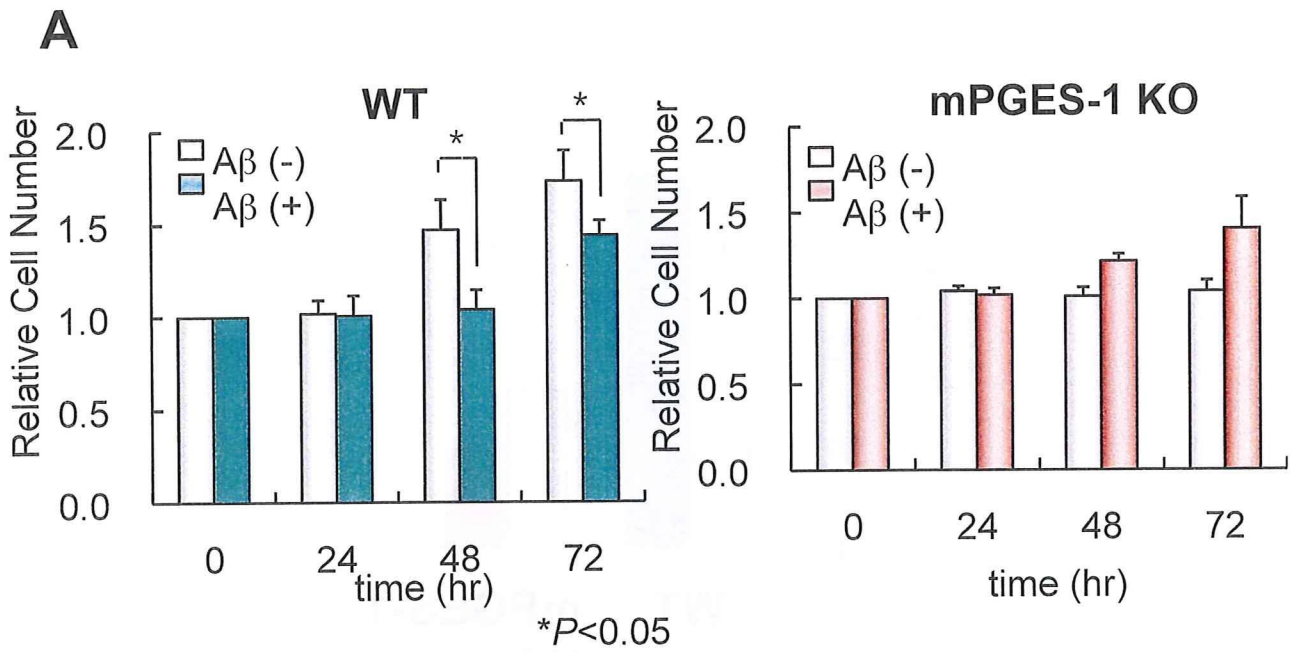 A
WT
Relative Cell Number
2.0
1.5
1.0
0.5
0.0
Aβ (-)
Aβ (+)
*
*
0
24
48
72
time (hr)
*P<0.05
mPGES-1 KO
Relative Cell Number
2.0
1.5
1.0
0.5
0.0
Aβ (-)
Aβ (+)
0
24
48
72
time (hr)